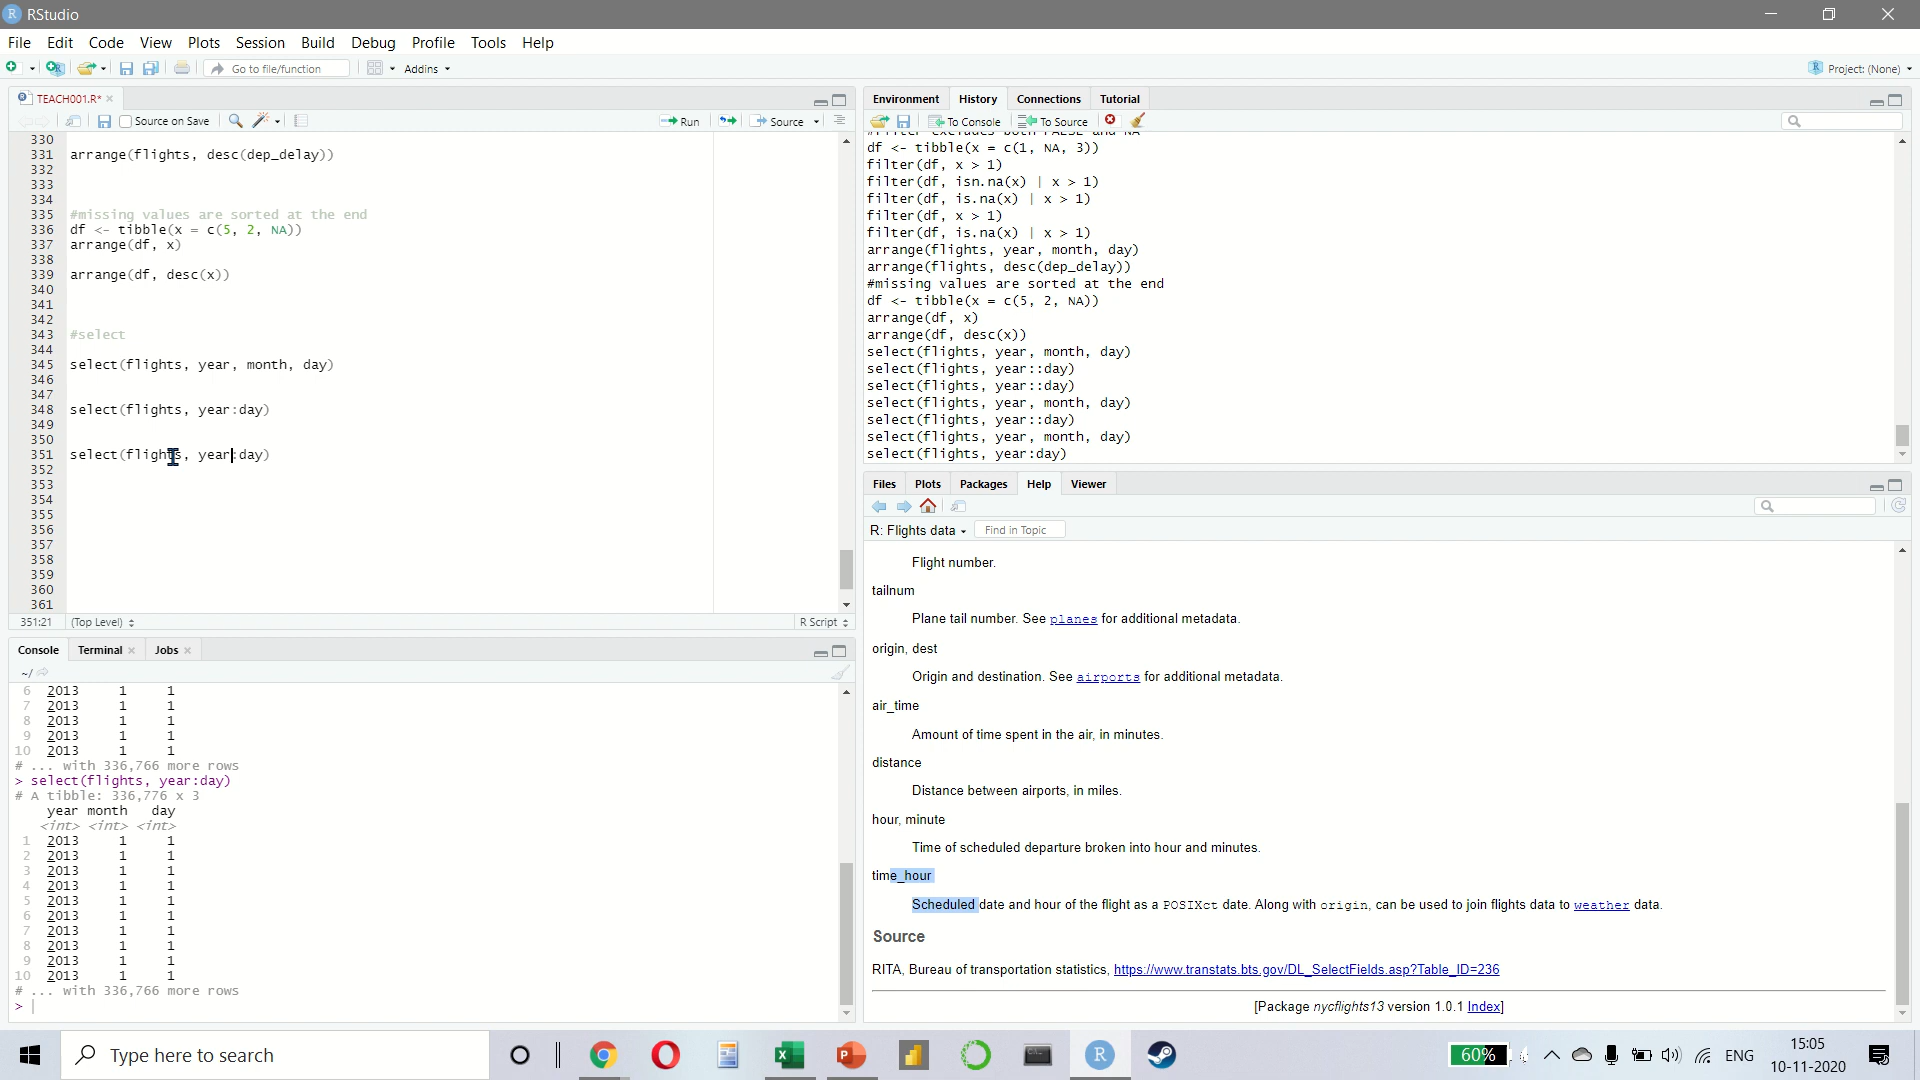 RStudio
File Edit Code View Plots Session Build Debug Profile Tools Help
Go to file/function Addins Project: (None)
TEACH001.R*
Source on Save Run Source
330
331 arrange(flights, desc(dep_delay))
332
333
334
335 #missing values are sorted at the end
336 df <- tibble(x = c(5, 2, NA))
337 arrange(df, x)
338
339 arrange(df, desc(x))
340
341
342
343 #select
344
345 select(flights, year, month, day)
346
347
348 select(flights, year:day)
349
350
351 select(flights, year:day)
352
353
354
355
356
357
358
359
360
361
351:21 (Top Level) R Script
Console Terminal Jobs
~/
6 2013 1 1
7 2013 1 1
8 2013 1 1
9 2013 1 1
10 2013 1 1
# ... with 336,766 more rows
> select(flights, year:day)
# A tibble: 336,776 x 3
year month day
<int> <int> <int>
1 2013 1 1
2 2013 1 1
3 2013 1 1
4 2013 1 1
5 2013 1 1
6 2013 1 1
7 2013 1 1
8 2013 1 1
9 2013 1 1
10 2013 1 1
# ... with 336,766 more rows
>
Environment History Connections Tutorial
To Console To Source
#filter excludes both FALSE and NA
df <- tibble(x = c(1, NA, 3))
filter(df, x > 1)
filter(df, isn.na(x) | x > 1)
filter(df, is.na(x) | x > 1)
filter(df, x > 1)
filter(df, is.na(x) | x > 1)
arrange(flights, year, month, day)
arrange(flights, desc(dep_delay))
#missing values are sorted at the end
df <- tibble(x = c(5, 2, NA))
arrange(df, x)
arrange(df, desc(x))
select(flights, year, month, day)
select(flights, year::day)
select(flights, year::day)
select(flights, year, month, day)
select(flights, year::day)
select(flights, year, month, day)
select(flights, year:day)
Files Plots Packages Help Viewer
R: Flights data Find in Topic
Flight number.
tailnum
Plane tail number. See planes for additional metadata.
origin, dest
Origin and destination. See airports for additional metadata.
air_time
Amount of time spent in the air, in minutes.
distance
Distance between airports, in miles.
hour, minute
Time of scheduled departure broken into hour and minutes.
time_hour
Scheduled date and hour of the flight as a POSIXct date. Along with origin, can be used to join flights data to weather data.
Source
RITA, Bureau of transportation statistics, https://www.transtats.bts.gov/DL_SelectFields.asp?Table_ID=236
[Package nycflights13 version 1.0.1 Index]
Type here to search
60% ENG 15:05
10-11-2020